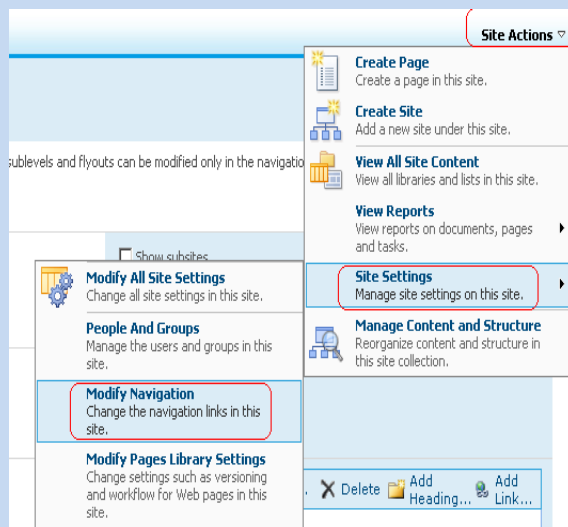 Site Actions
Create Page
Create a page in this site.
Create Site
Add a new site under this site.
sublevels and flyouts can be modified only in the navigatio
View All Site Content
View all libraries and lists in this site.
View Reports
View reports on documents, pages
and tasks.
Show subsites
Site Settings
Manage site settings on this site.
Manage Content and Structure
Reorganize content and structure in
this site collection.
Modify All Site Settings
Change all site settings in this site.
People And Groups
Manage the users and groups in this
site.
Modify Navigation
Change the navigation links in this
site.
Modify Pages Library Settings
Change settings such as versioning
and workflow for Web pages in this
site.
Delete
Add
Heading...
Add
Link...